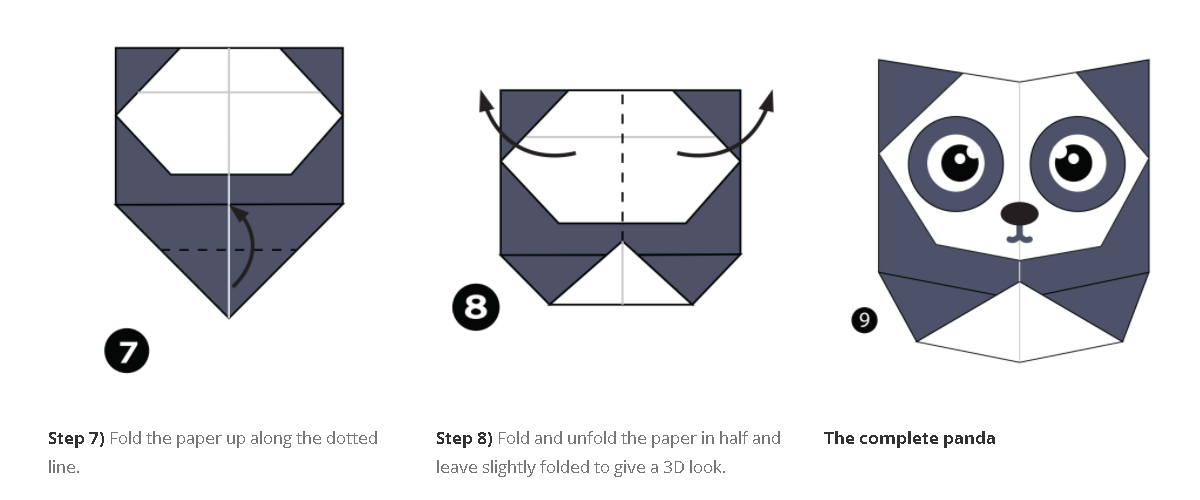 7
8
9
Step 7) Fold the paper up along the dotted
line.
Step 8) Fold and unfold the paper in half and
leave slightly folded to give a 3D look.
The complete panda